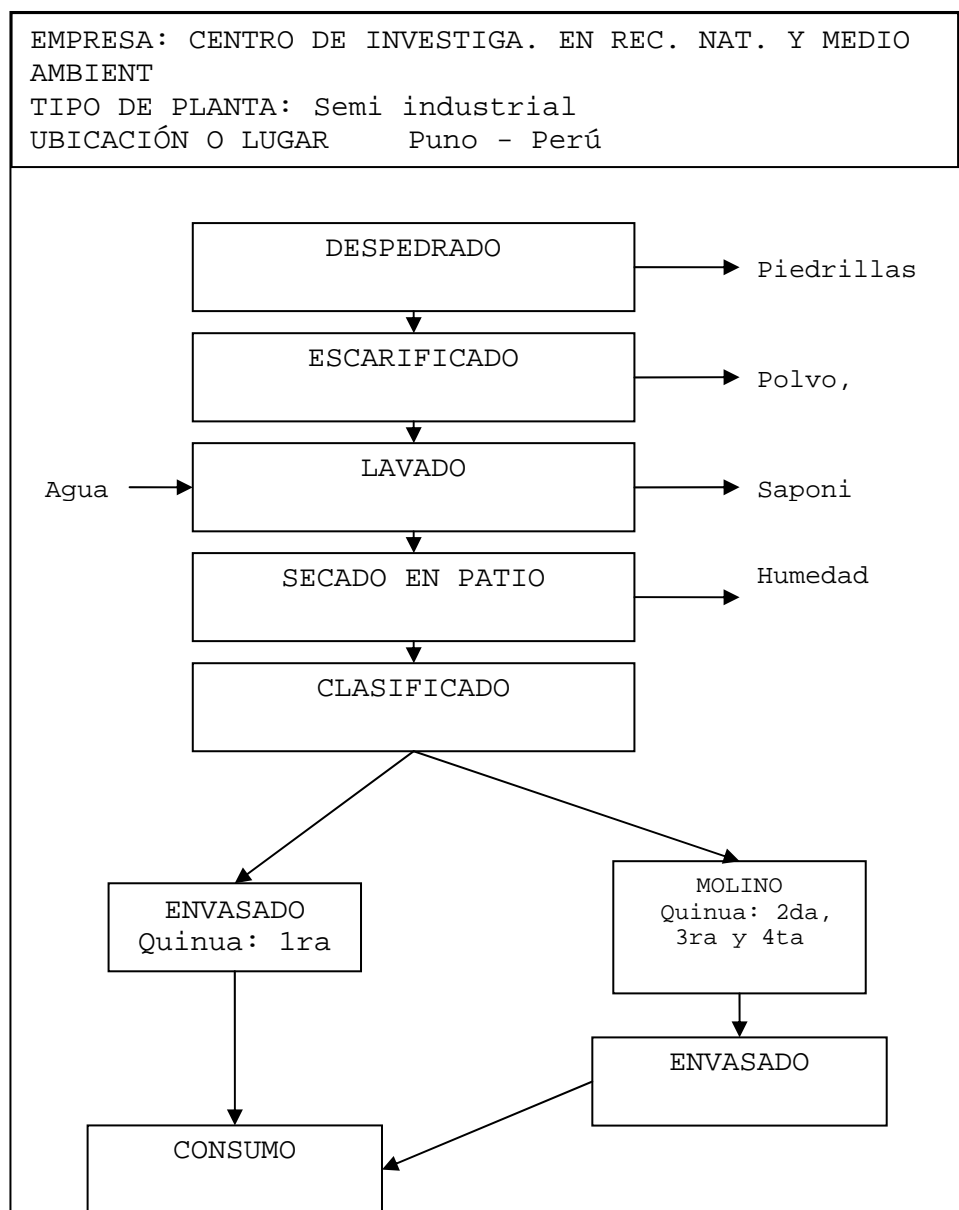 EMPRESA: CENTRO DE INVESTIGA. EN REC. NAT. Y MEDIO
AMBIENT
TIPO DE PLANTA: Semi industrial
UBICACIÓN O LUGAR Puno - Perú
DESPEDRADO
Piedrillas
ESCARIFICADO
Polvo,
LAVADO
Agua
Saponi
SECADO EN PATIO
Humedad
CLASIFICADO
ENVASADO
Quinua: 1ra
MOLINO
Quinua: 2da,
3ra y 4ta
ENVASADO
CONSUMO